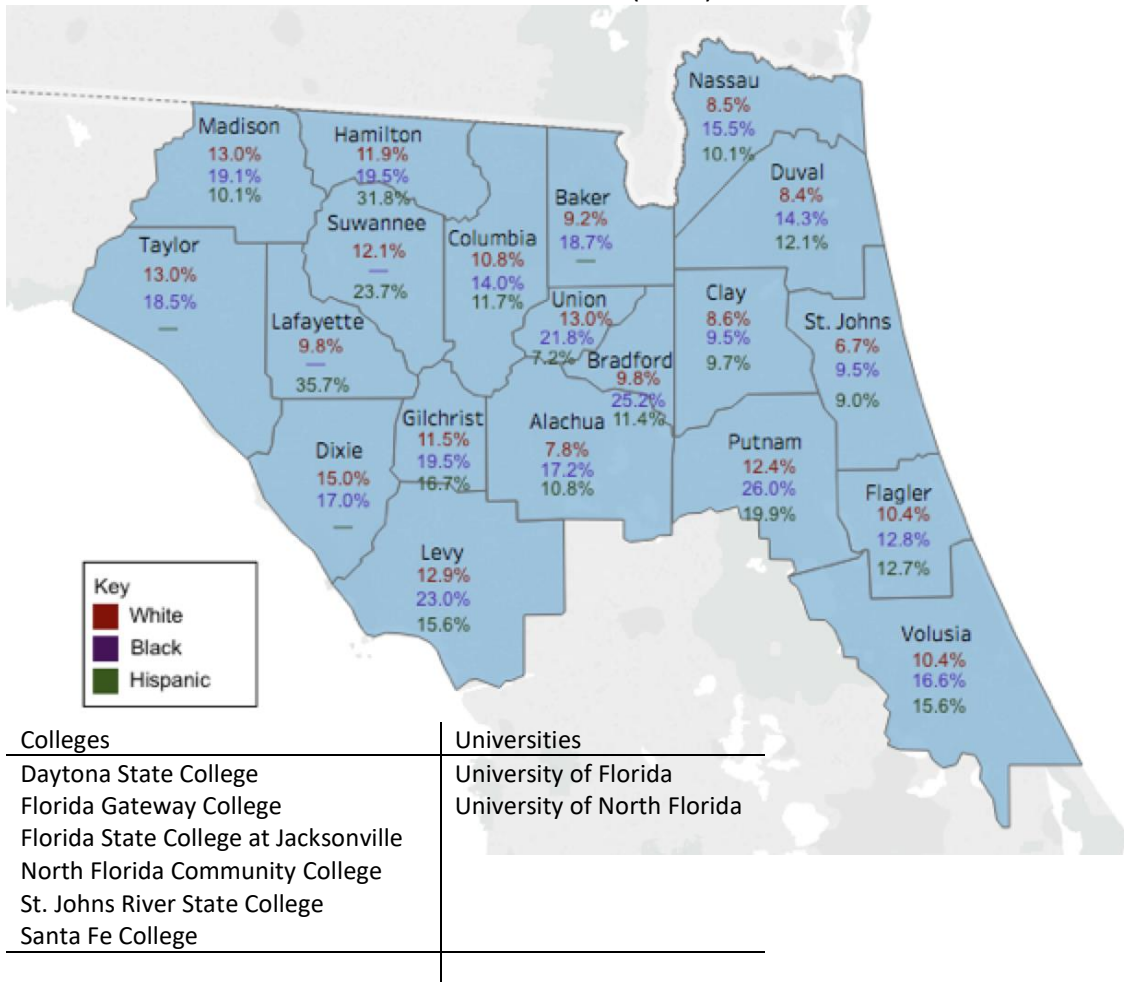 Nassau
8.5%
15.5%
10.1%
Madison
13.0%
19.1%
10.1%
Hamilton
11.9%
19.5%
31.8%
Duval
8.4%
14.3%
12.1%
Baker
9.2%
18.7%
—
Suwannee
12.1%
—
23.7%
Columbia
10.8%
14.0%
11.7%
Taylor
13.0%
18.5%
—
Lafayette
9.8%
—
35.7%
Union
13.0%
21.8%
7.2%
Clay
8.6%
9.5%
9.7%
St. Johns
6.7%
9.5%
9.0%
Bradford
9.8%
25.2%
11.4%
Gilchrist
11.5%
19.5%
16.7%
Alachua
7.8%
17.2%
10.8%
Dixie
15.0%
17.0%
—
Putnam
12.4%
26.0%
19.9%
Flagler
10.4%
12.8%
12.7%
Levy
12.9%
23.0%
15.6%
Volusia
10.4%
16.6%
15.6%
Key
White
Black
Hispanic
Colleges Universities
Daytona State College University of Florida
Florida Gateway College University of North Florida
Florida State College at Jacksonville
North Florida Community College
St. Johns River State College
Santa Fe College